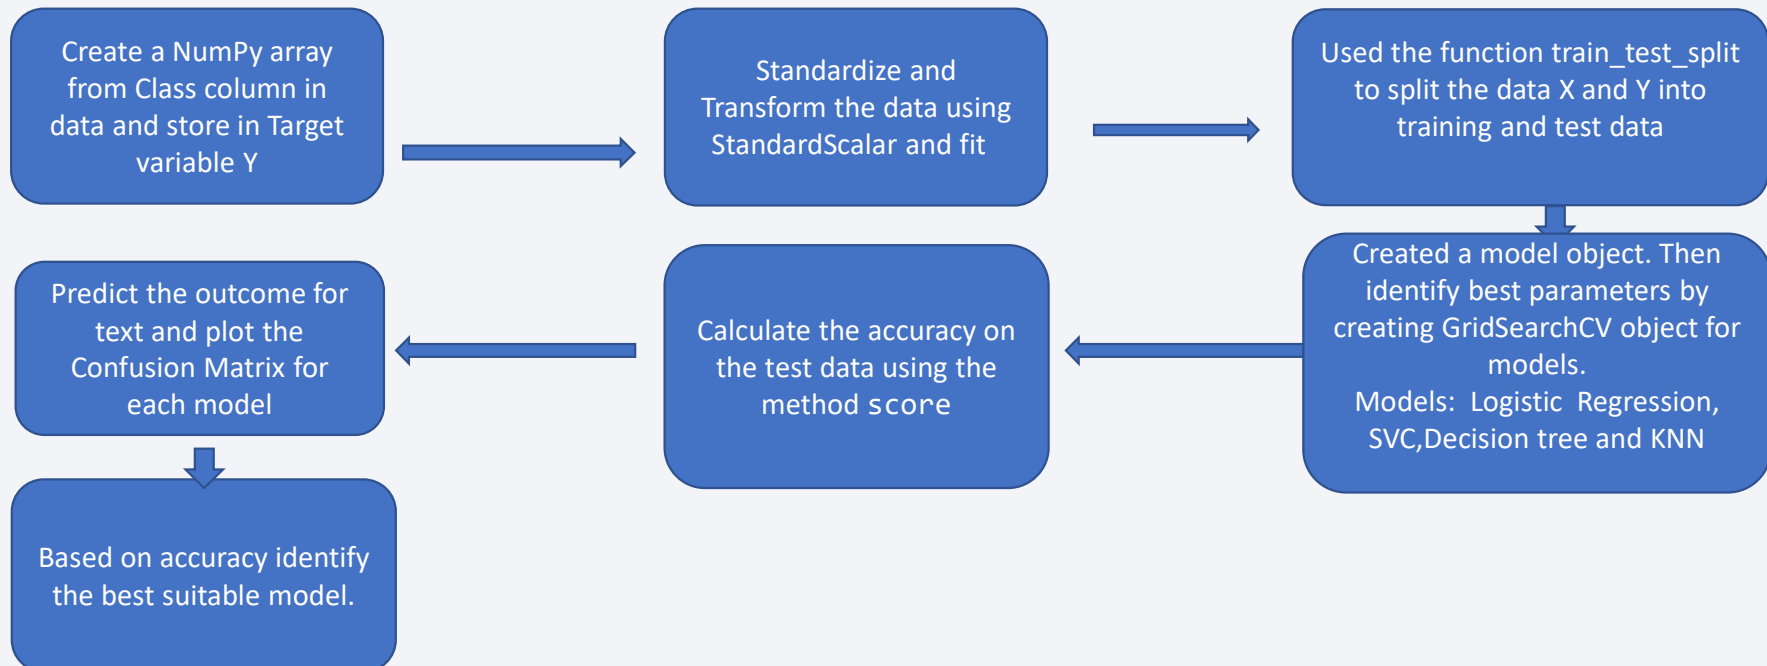 Create a NumPy array
from Class column in
data and store in Target
variable Y
Standardize and
Transform the data using
StandardScalar and fit
Used the function train_test_split
to split the data X and Y into
training and test data
Created a model object. Then
identify best parameters by
creating GridSearchCV object for
models.
Models: Logistic Regression,
SVC,Decision tree and KNN
Calculate the accuracy on
the test data using the
method score
Predict the outcome for
text and plot the
Confusion Matrix for
each model
Based on accuracy identify
the best suitable model.